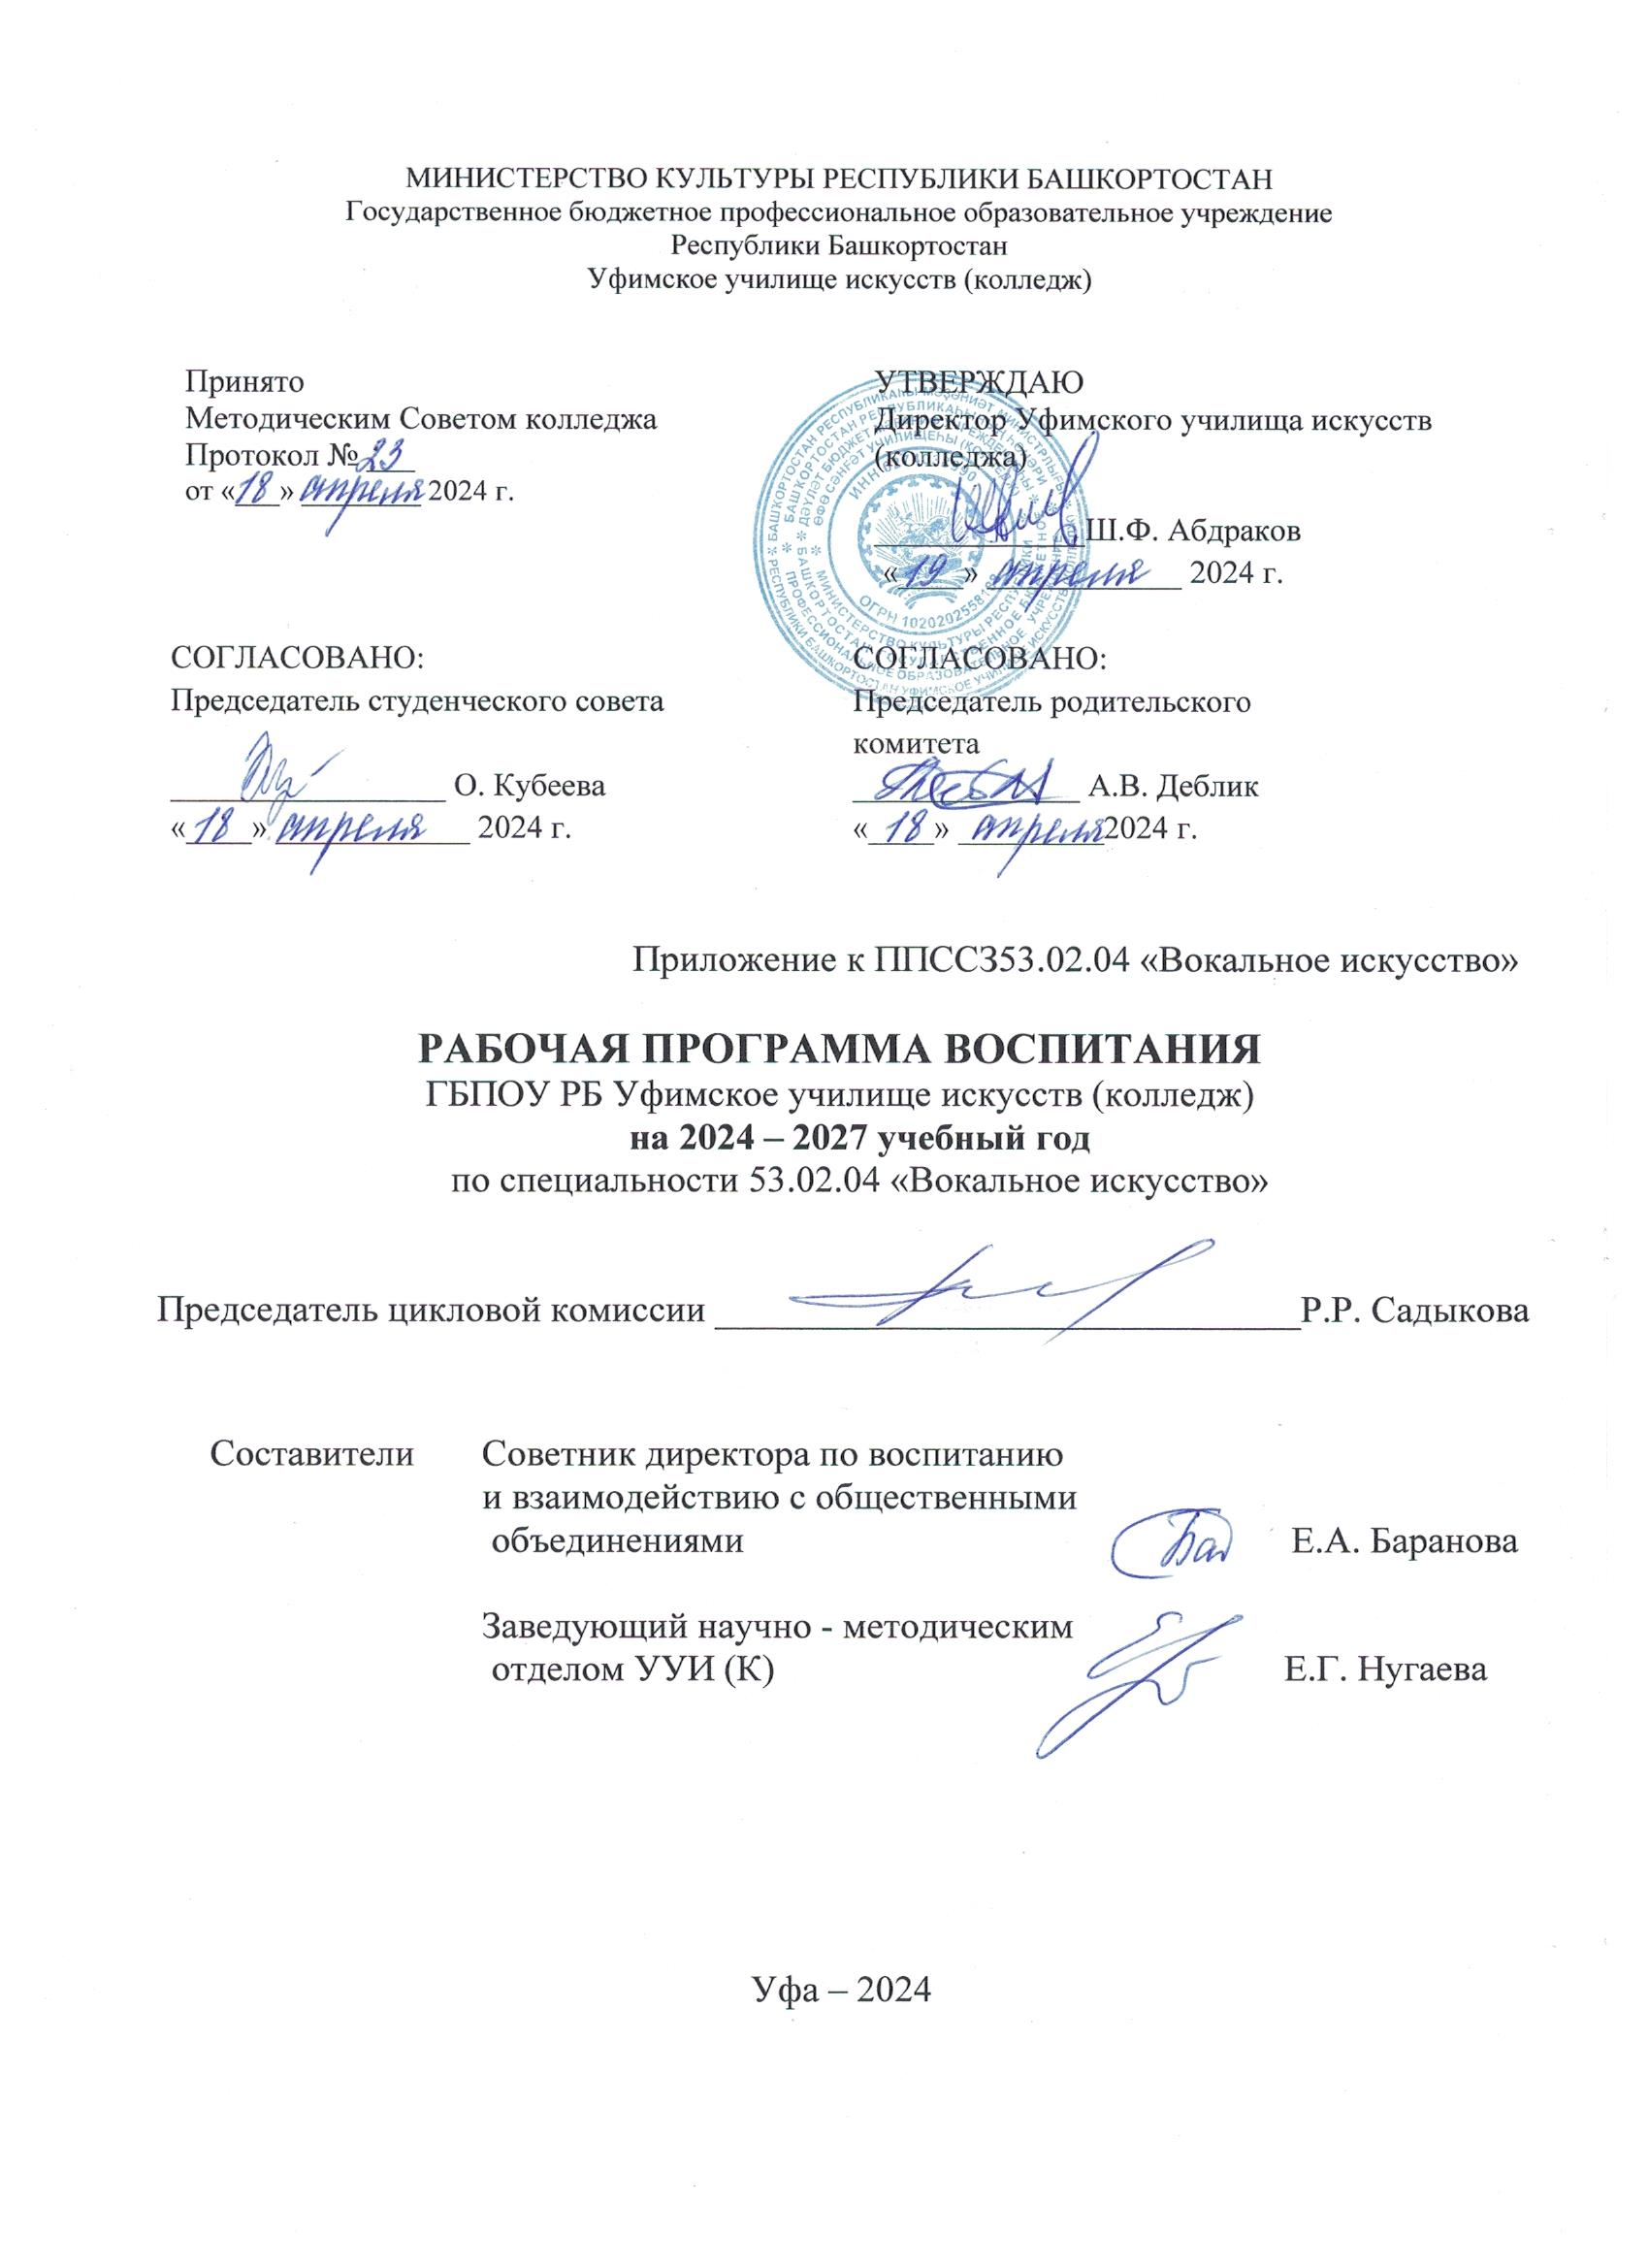 МИНИСТЕРСТВО КУЛЬТУРЫ РЕСПУБЛИКИ БАШКОРТОСТАН
Государственное бюджетное профессиональное образовательное учреждение
Республики Башкортостан
Уфимское училище искусств (колледж)
Принято
Методическим Советом колледжа
Протокол № 23
от «18» апреля 2024 г.
УТВЕРЖДАЮ
Директор Уфимского училища искусств
(колледжа)
Ш.Ф. Абдраков
«19» апреля 2024 г.
СОГЛАСОВАНО:
Председатель студенческого совета
О. Кубеева
«18» апреля 2024 г.
СОГЛАСОВАНО:
Председатель родительского
комитета
А.В. Деблик
«18» апреля 2024 г.
Приложение к ППССЗ53.02.04 «Вокальное искусство»
РАБОЧАЯ ПРОГРАММА ВОСПИТАНИЯ
ГБПОУ РБ Уфимское училище искусств (колледж)
на 2024 – 2027 учебный год
по специальности 53.02.04 «Вокальное искусство»
Председатель цикловой комиссии Р.Р. Садыкова
Составители Советник директора по воспитанию
и взаимодействию с общественными
объединениями Е.А. Баранова
Заведующий научно - методическим
отделом УУИ (К) Е.Г. Нугаева
Уфа – 2024